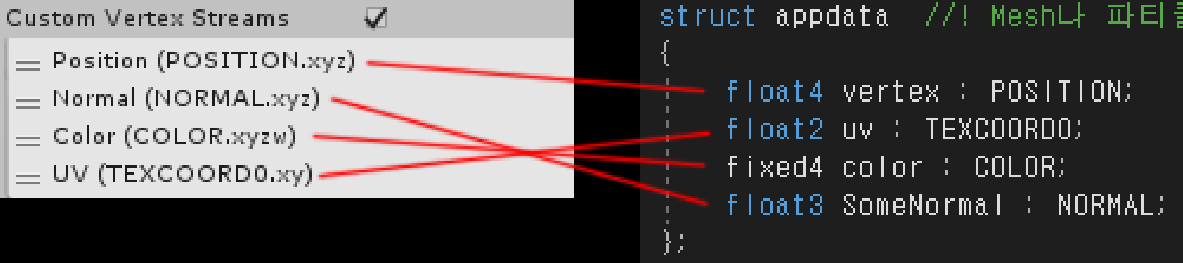 Custom Vertex Streams
Position (POSITION.xyz)
Normal (NORMAL.xyz)
Color (COLOR.xyzw)
UV (TEXCOORD0.xy)
struct appdata //! Mesh나 파티클
{
float4 vertex : POSITION;
float2 uv : TEXCOORD0;
fixed4 color : COLOR;
float3 SomeNormal : NORMAL;
};